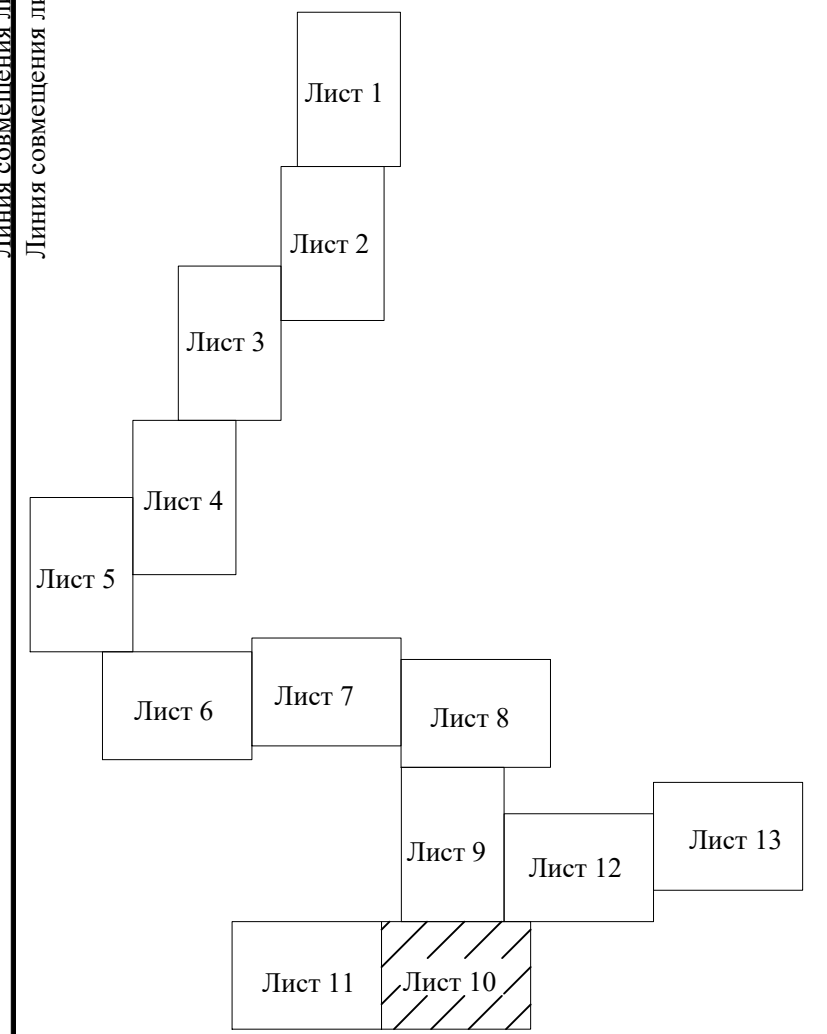 Линия совмещения
Линия совмещения
Лист 1
Лист 2
Лист 3
Лист 4
Лист 5
Лист 6
Лист 7
Лист 8
Лист 9
Лист 12
Лист 13
Лист 11
Лист 10